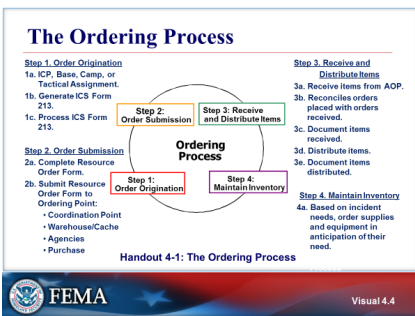 The Ordering Process
Step 1. Order Origination
1a. ICP, Base, Camp, or
Tactical Assignment.
1b. Generate ICS Form
213.
1c. Process ICS Form
213.
Step 2. Order Submission
2a. Complete Resource
Order Form.
2b. Submit Resource
Order Form to
Ordering Point:
• Coordination Point
• Warehouse/Cache
• Agencies
• Purchase
Step 2:
Order Submission
Step 3: Receive
and Distribute Items
Ordering
Process
Step 1:
Order Origination
Step 4:
Maintain Inventory
Step 3. Receive and
Distribute Items
3a. Receive items from AOP.
3b. Reconciles orders
placed with orders
received.
3c. Document items
received.
3d. Distribute items.
3e. Document items
distributed.
Step 4. Maintain Inventory
4a. Based on incident
needs, order supplies
and equipment in
anticipation of their
need.
Handout 4-1: The Ordering Process
FEMA
Visual 4.4